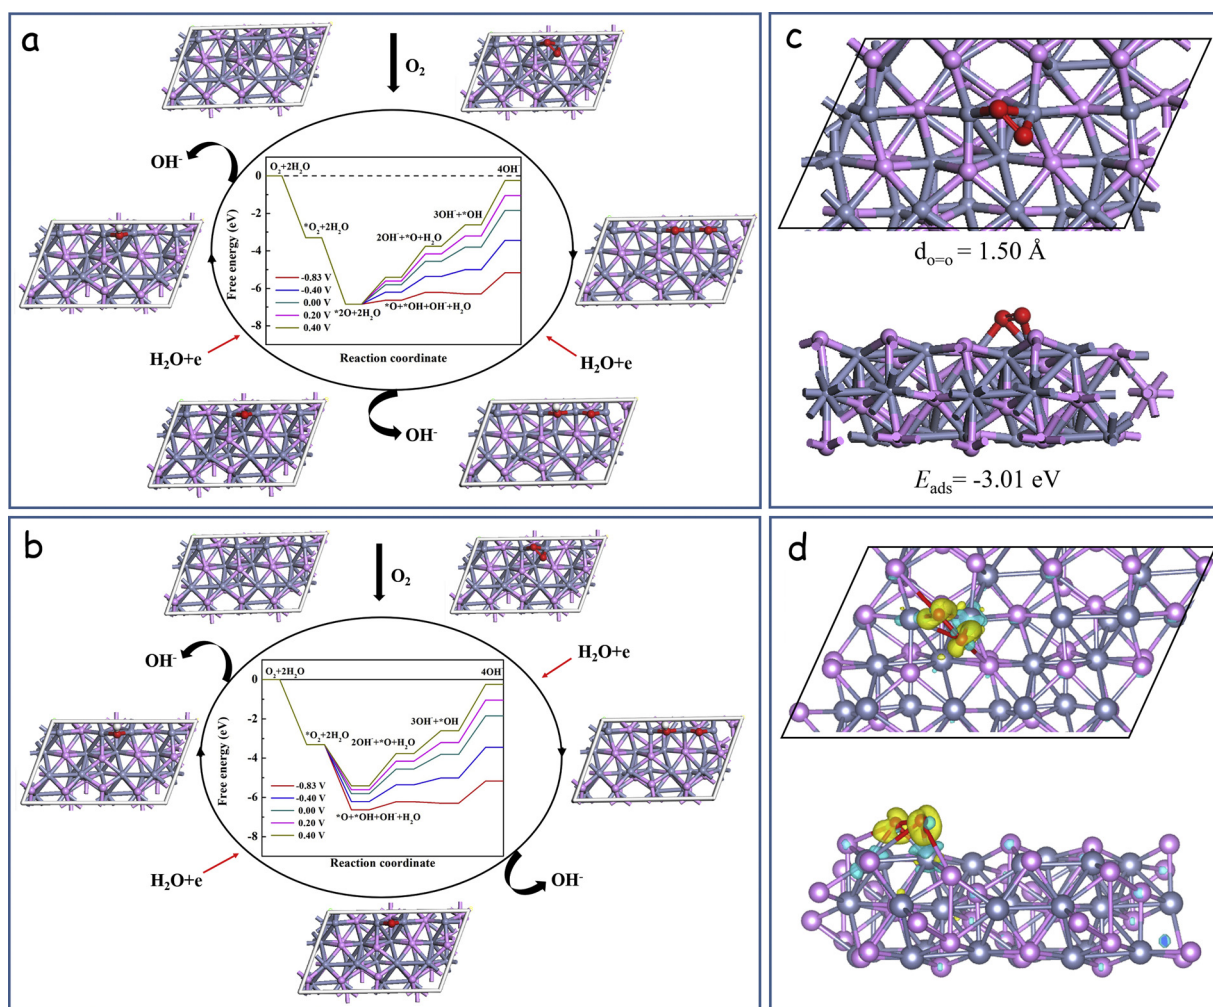 a
O₂
OH⁻
O₂+2H₂O
4OH⁻
0
*O₂+2H₂O
3OH⁻+*OH
-2
2OH⁻+*O+H₂O
-4
-6
-8
Free energy (eV)
-0.83 V
-0.40 V
0.00 V
0.20 V
0.40 V
*2O+2H₂O
*O+*OH+OH⁻+H₂O
Reaction coordinate
H₂O+e
H₂O+e
OH⁻
b
O₂
H₂O+e
OH⁻
O₂+2H₂O
4OH⁻
0
-2
3OH⁻+*OH
*O₂+2H₂O
2OH⁻+*O+H₂O
-4
-6
-8
Free energy (eV)
-0.83 V
-0.40 V
0.00 V
0.20 V
0.40 V
*O+*OH+OH⁻+H₂O
Reaction coordinate
H₂O+e
OH⁻
c
dₒ₌ₒ = 1.50 Å
E_ads= -3.01 eV
d